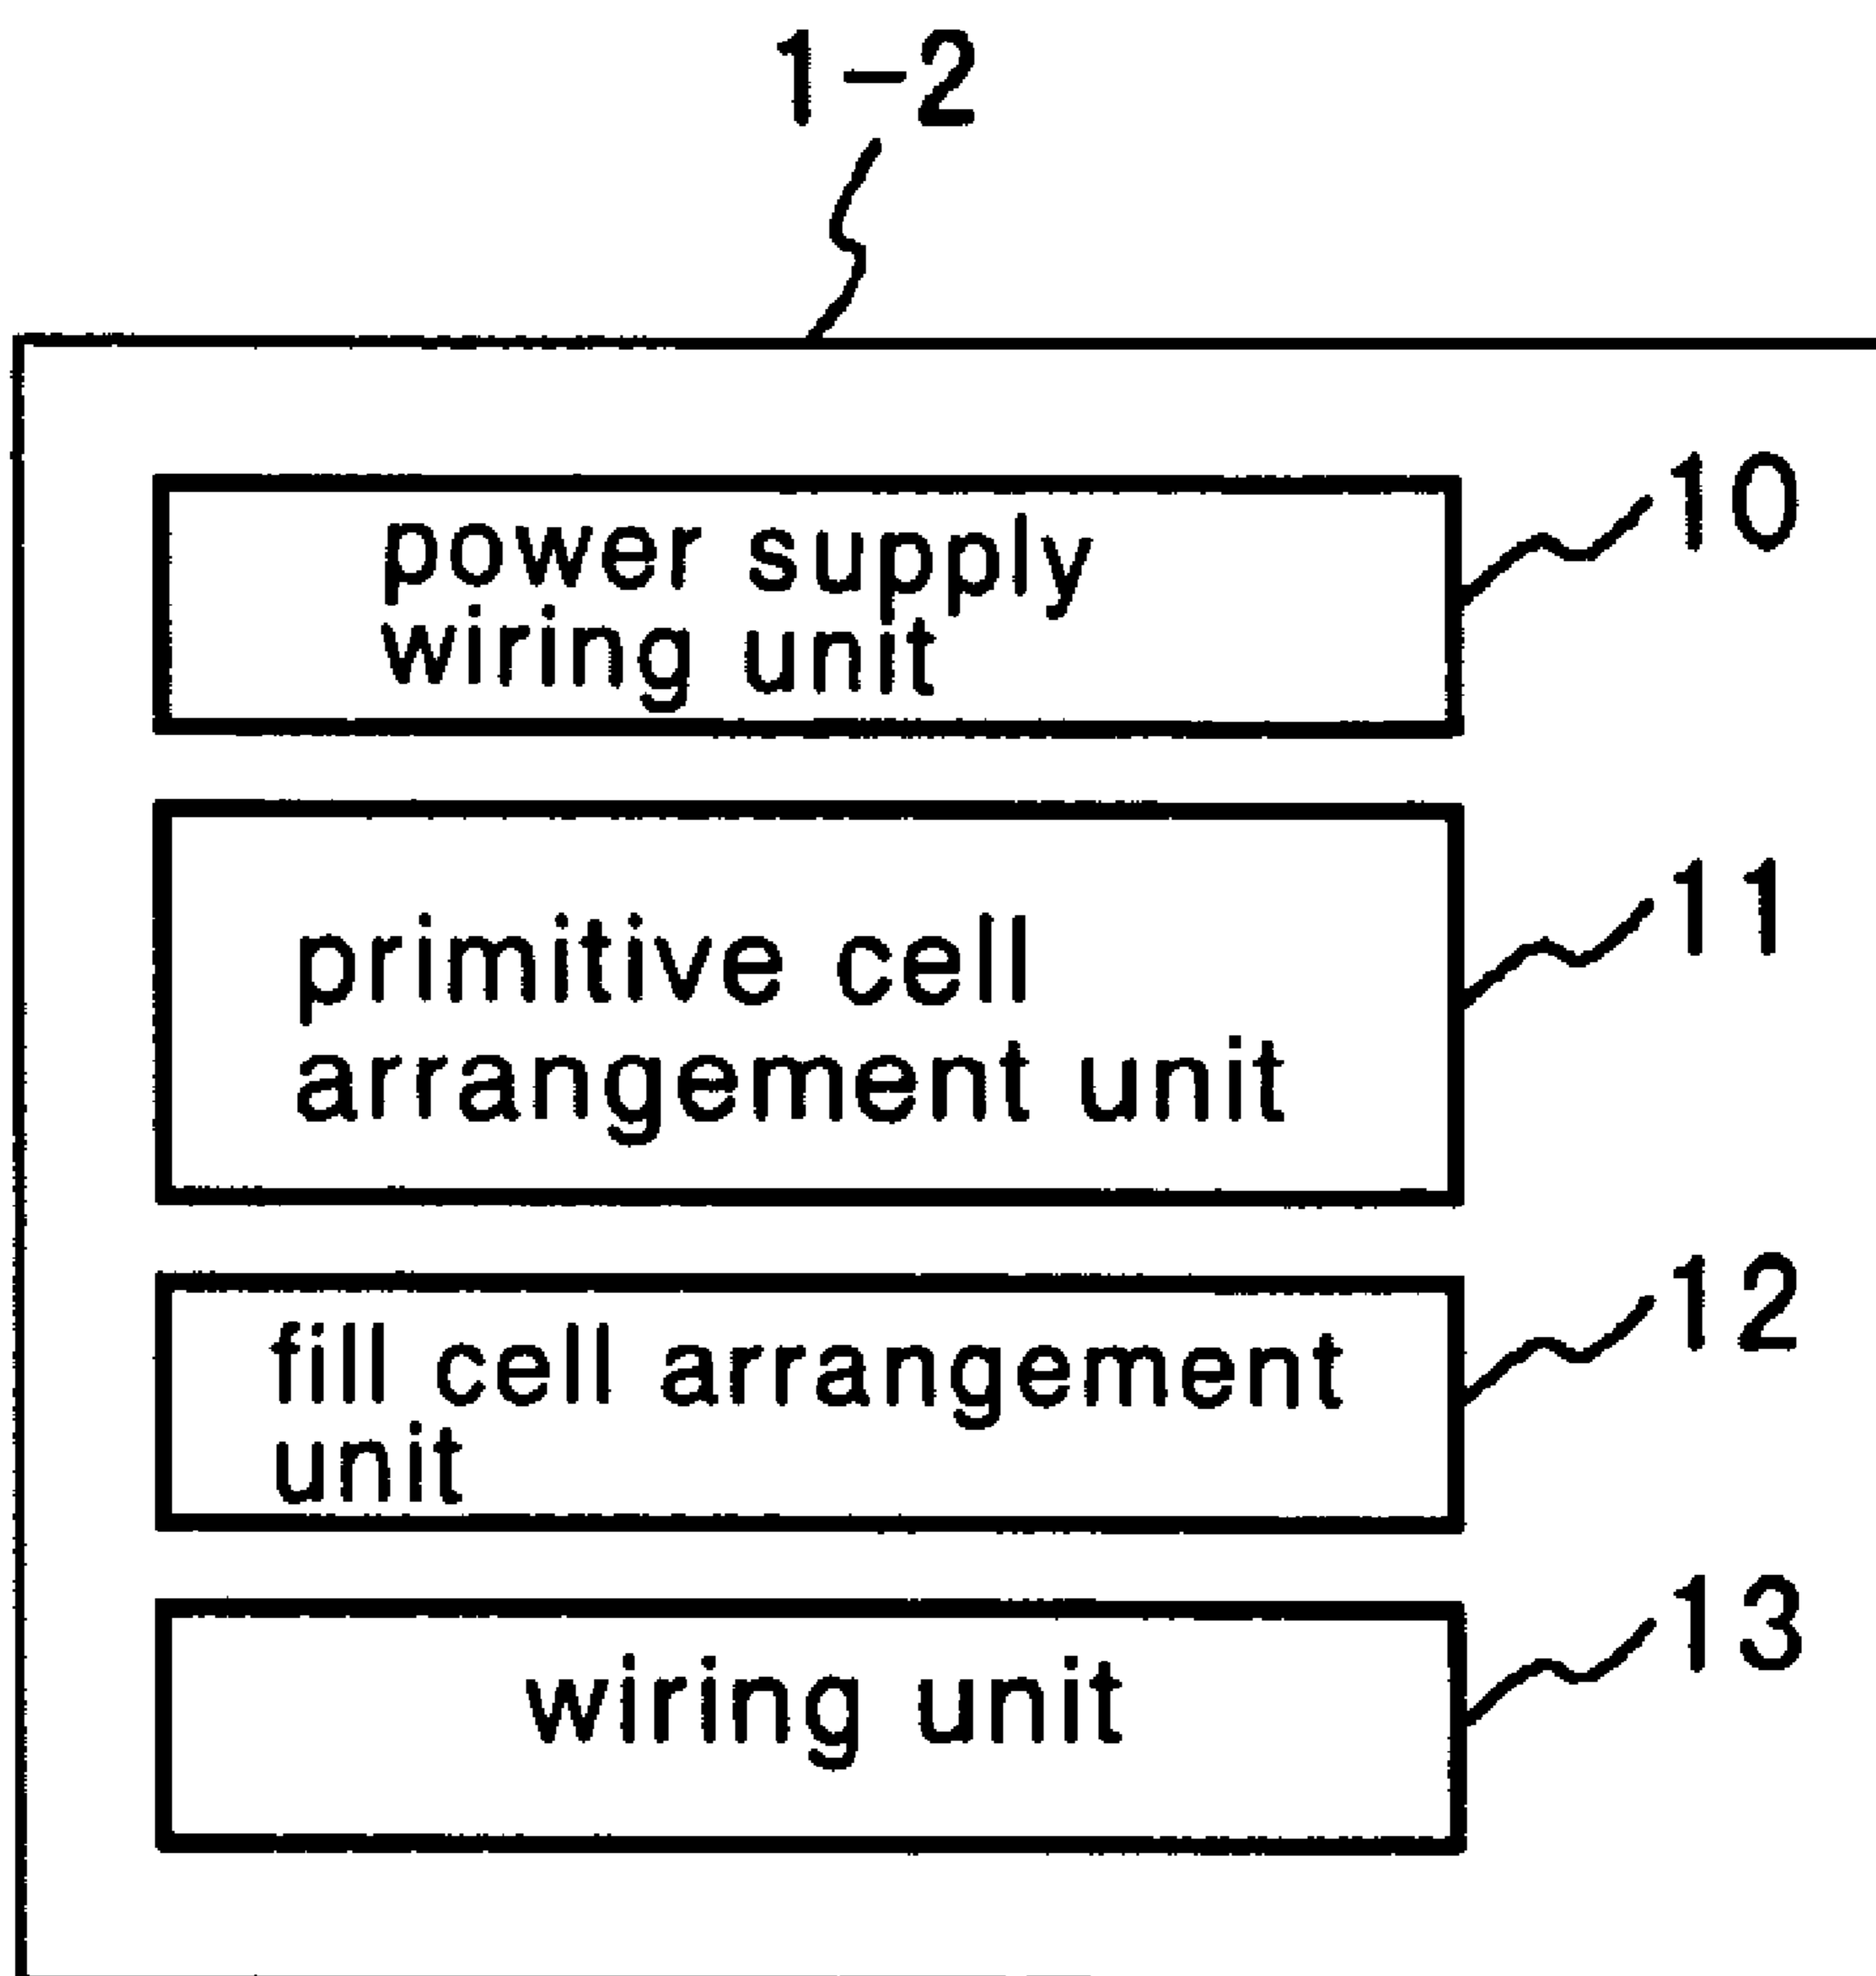 1-2
power supply
wiring unit
10
primitive cell
arrangement unit
11
fill cell arrangement
unit
12
wiring unit
13